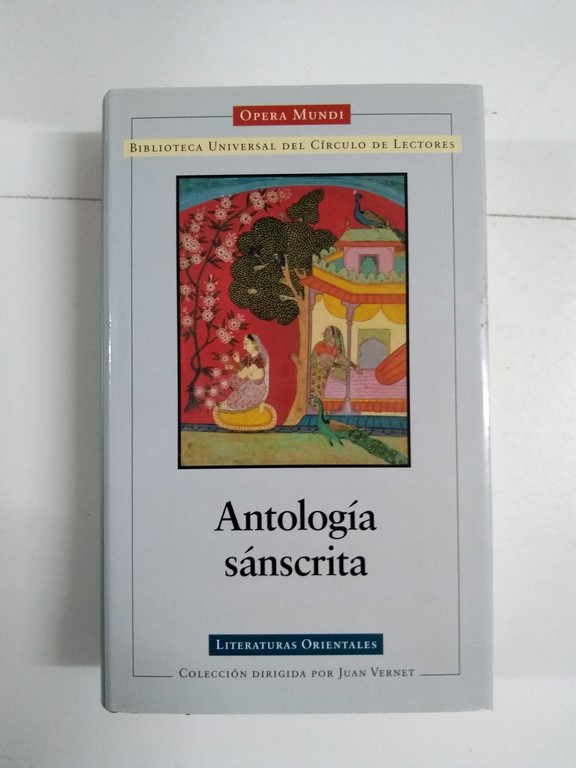 OPERA MUNDI
BIBLIOTECA UNIVERSAL DEL CÍRCULO DE LECTORES
Antología
sánscrita
LITERATURAS ORIENTALES
COLECCIÓN DIRIGIDA POR JUAN VERNET